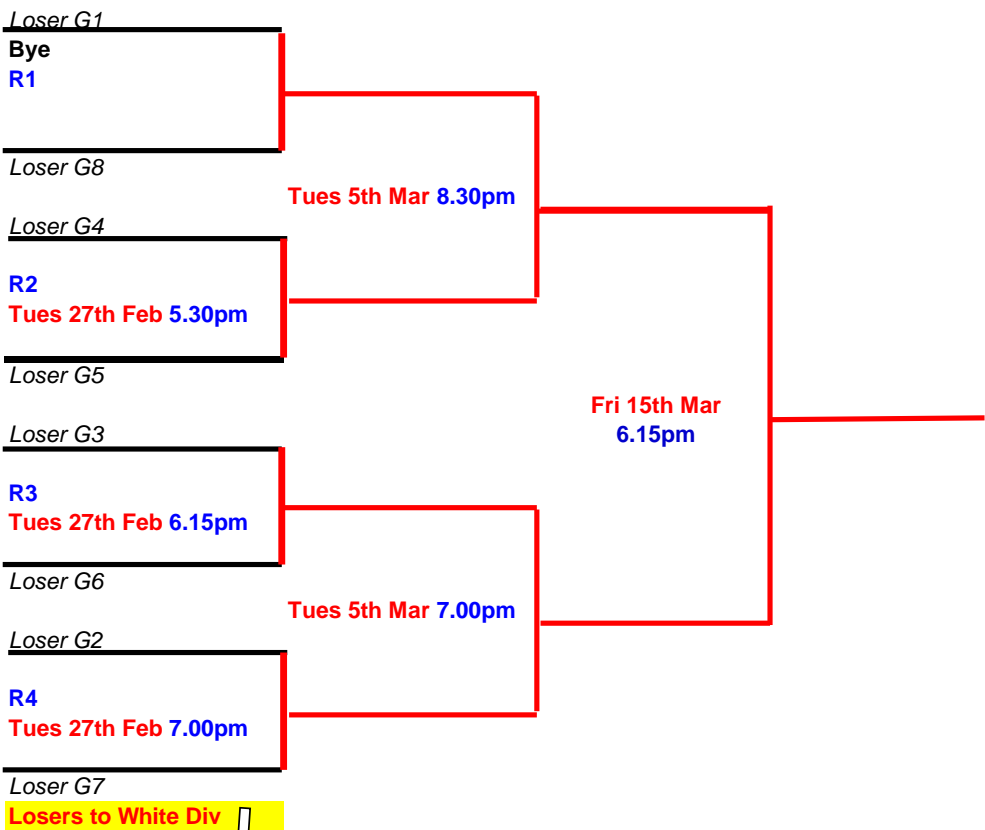 Loser G1
Bye
R1
Loser G8
Tues 5th Mar 8.30pm
Loser G4
R2
Tues 27th Feb 5.30pm
Loser G5
Fri 15th Mar
6.15pm
Loser G3
R3
Tues 27th Feb 6.15pm
Loser G6
Tues 5th Mar 7.00pm
Loser G2
R4
Tues 27th Feb 7.00pm
Loser G7
Losers to White Div